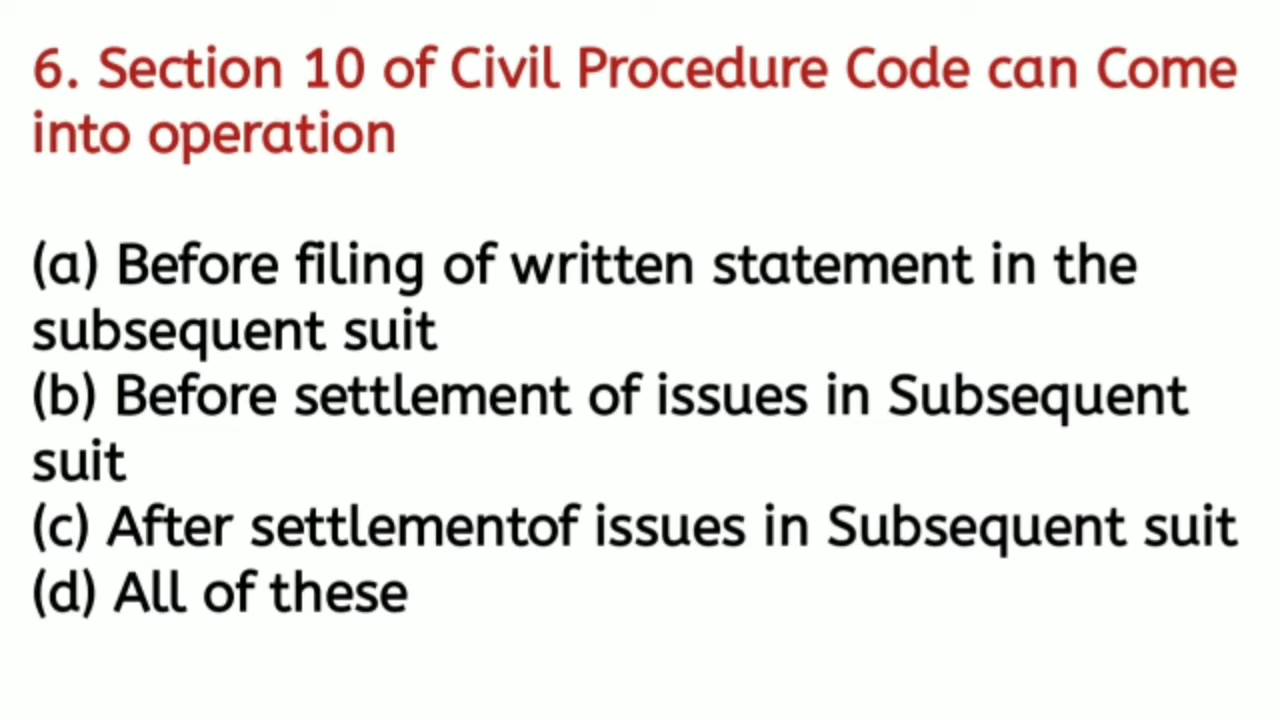 6. Section 10 of Civil Procedure Code can Come
into operation
(a) Before filing of written statement in the
subsequent suit
(b) Before settlement of issues in Subsequent
suit
(c) After settlementof issues in Subsequent suit
(d) All of these